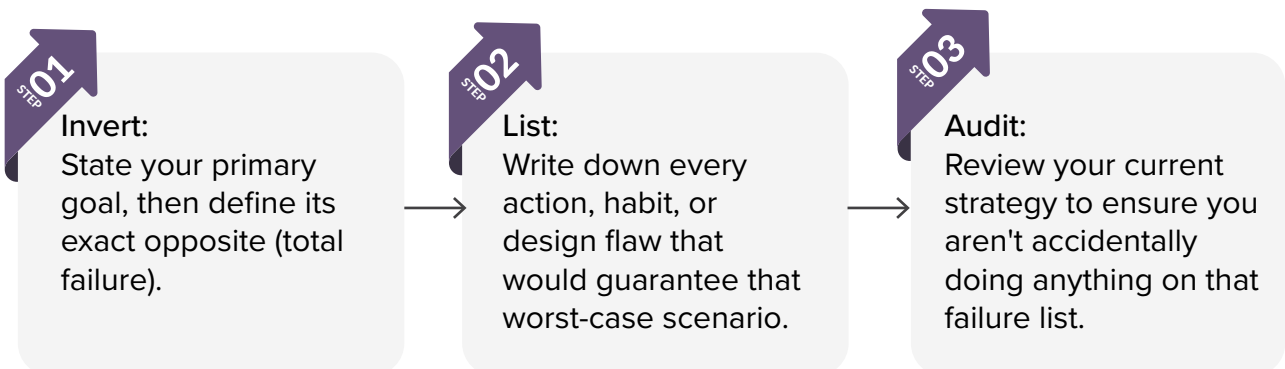 STEP 01
Invert:
State your primary
goal, then define its
exact opposite (total
failure).
STEP 02
List:
Write down every
action, habit, or
design flaw that
would guarantee that
worst-case scenario.
STEP 03
Audit:
Review your current
strategy to ensure you
aren't accidentally
doing anything on that
failure list.